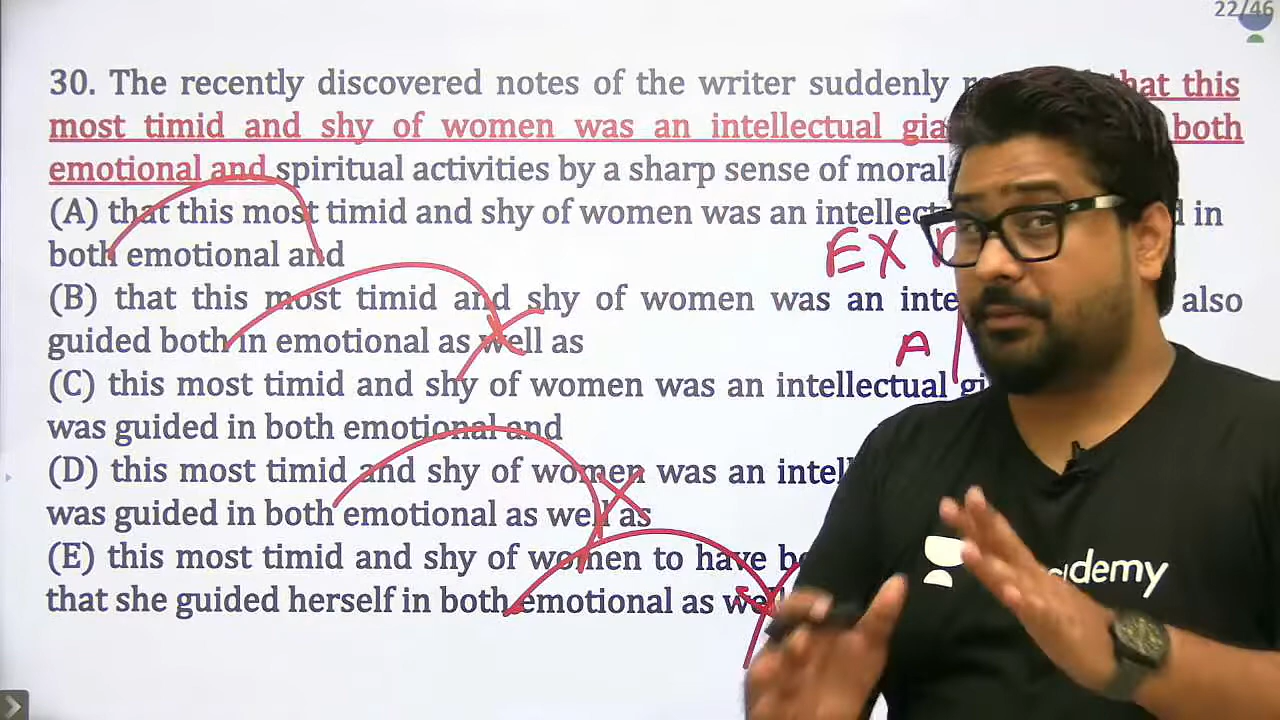 22/46
30. The recently discovered notes of the writer suddenly that this
most timid and shy of women was an intellectual both
emotional and spiritual activities by a sharp sense of moral
(A) that this most timid and shy of women was an in
both emotional and
(B) that this most timid and shy of women was an also
guided both in emotional as well as
(C) this most timid and shy of women was an intellectual
was guided in both emotional and
(D) this most timid and shy of women was an
was guided in both emotional as well as
(E) this most timid and shy of women to have
that she guided herself in both emotional as well
EX
A